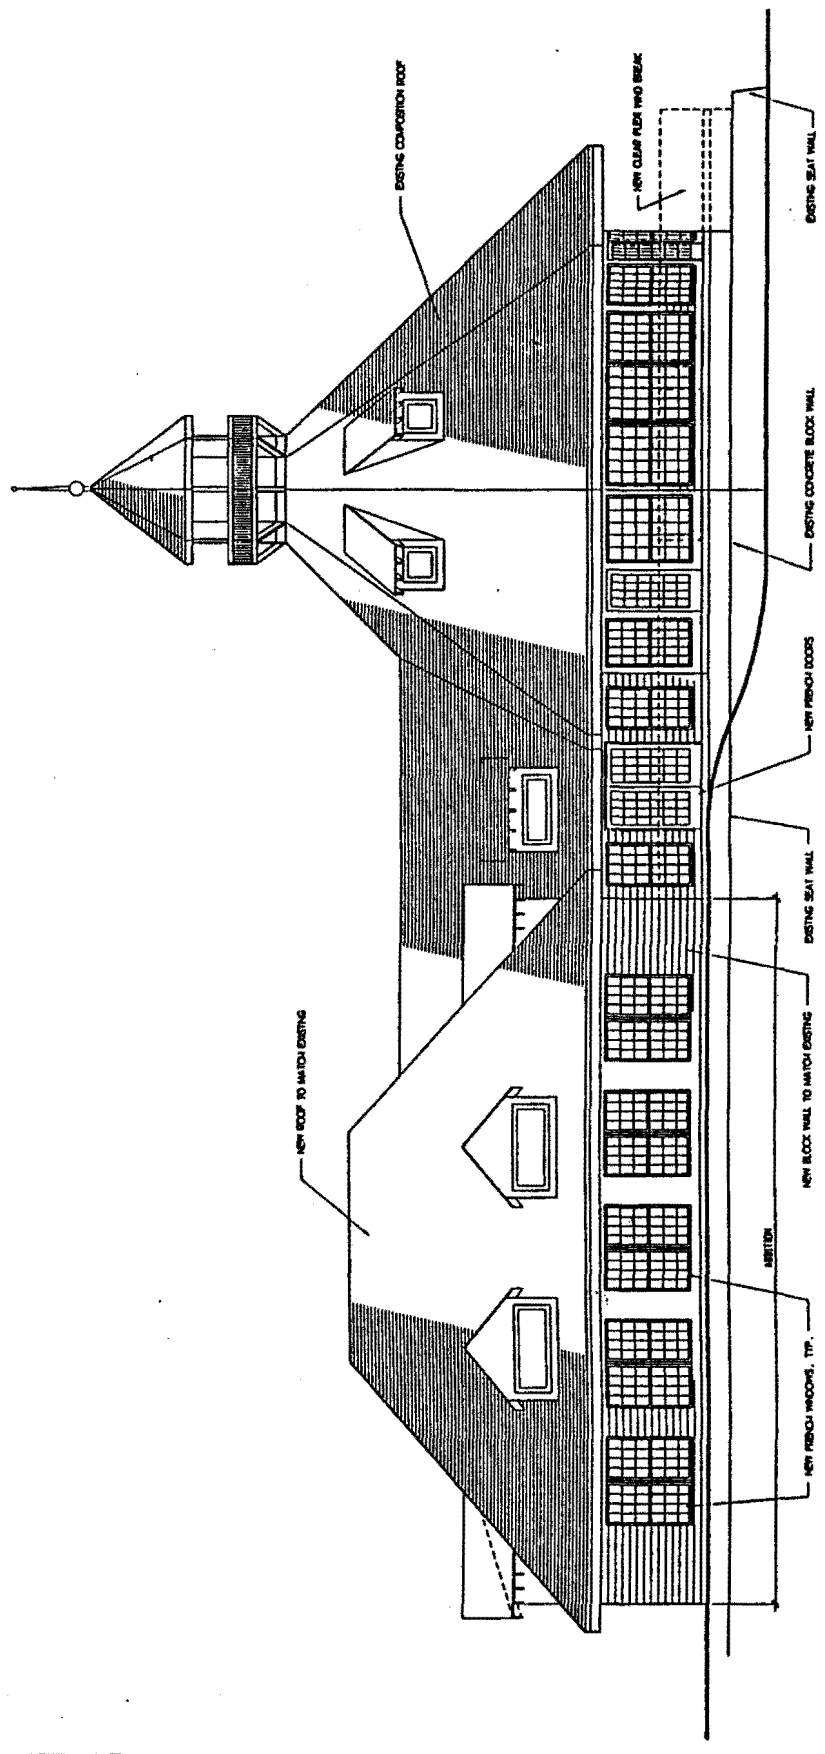 NEW ROOF TO MATCH EXISTING
EXISTING COMPOSITION ROOF
NEW CLEAR PLEX WIND BREAK
ADDITION
NEW FRENCH WINDOWS, TYP.
NEW BLOCK WALL TO MATCH EXISTING
EXISTING SEAT WALL
NEW FRENCH DOORS
EXISTING CONCRETE BLOCK WALL
EXISTING SEAT WALL